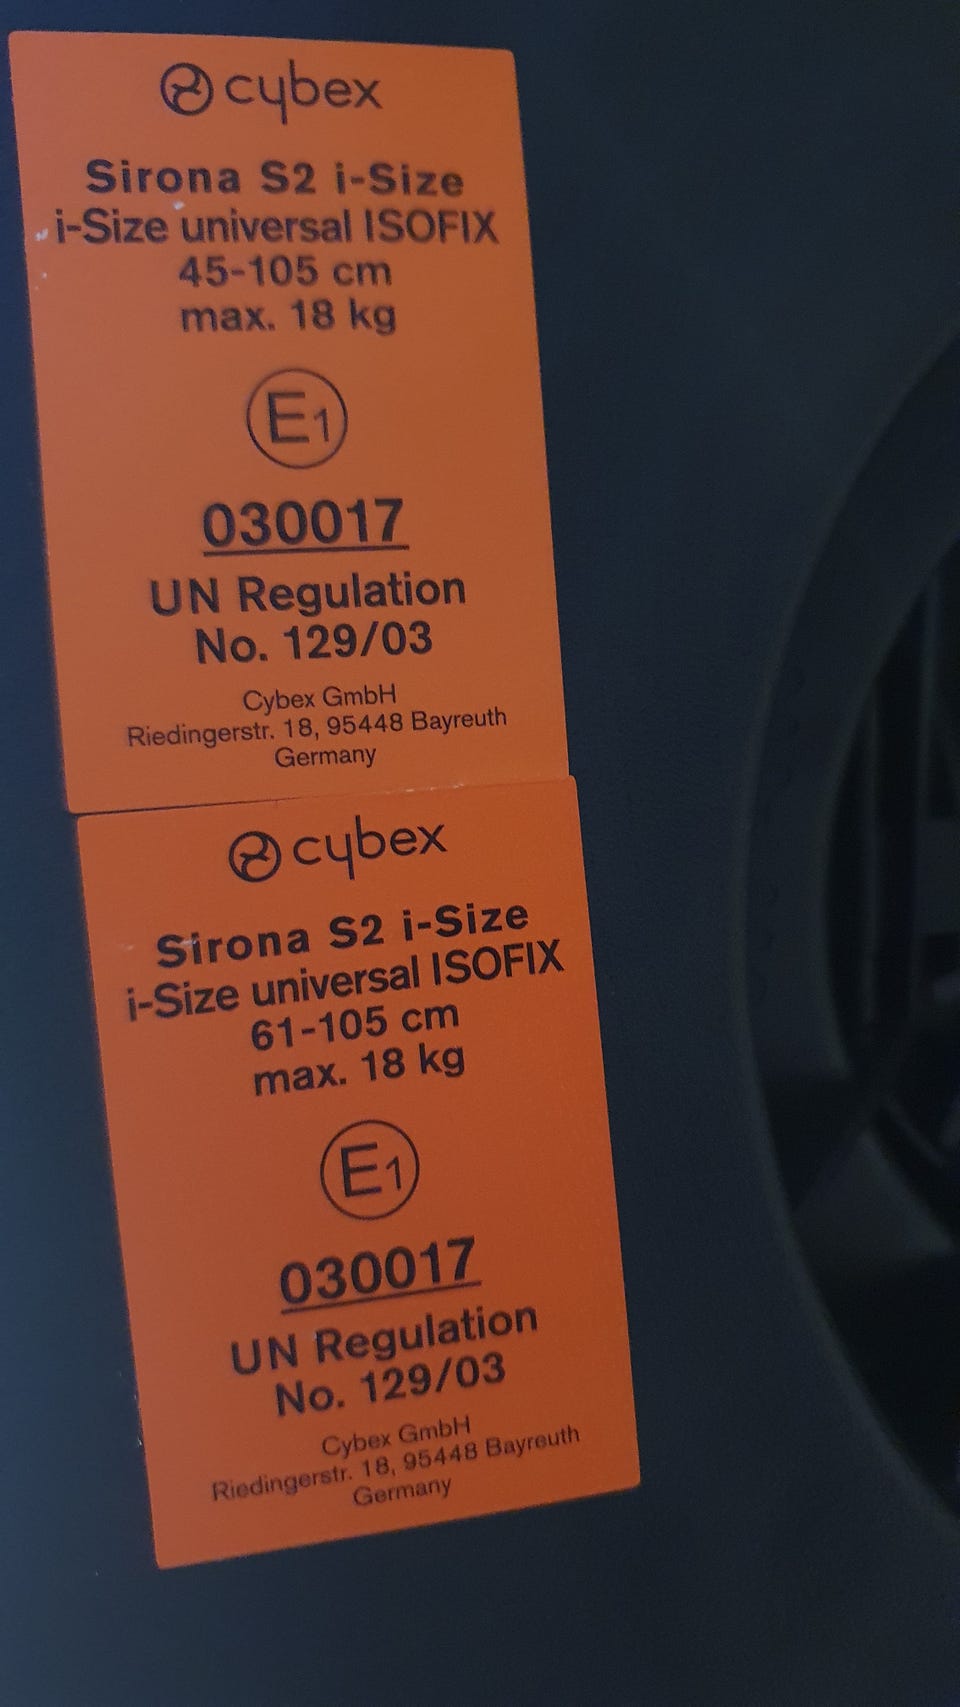 cybex
Sirona S2 i-Size
i-Size universal ISOFIX
45-105 cm
max. 18 kg
E1
030017
UN Regulation
No. 129/03
Cybex GmbH
Riedingerstr. 18, 95448 Bayreuth
Germany
cybex
Sirona S2 i-Size
i-Size universal ISOFIX
61-105 cm
max. 18 kg
E1
030017
UN Regulation
No. 129/03
Cybex GmbH
Riedingerstr. 18, 95448 Bayreuth
Germany